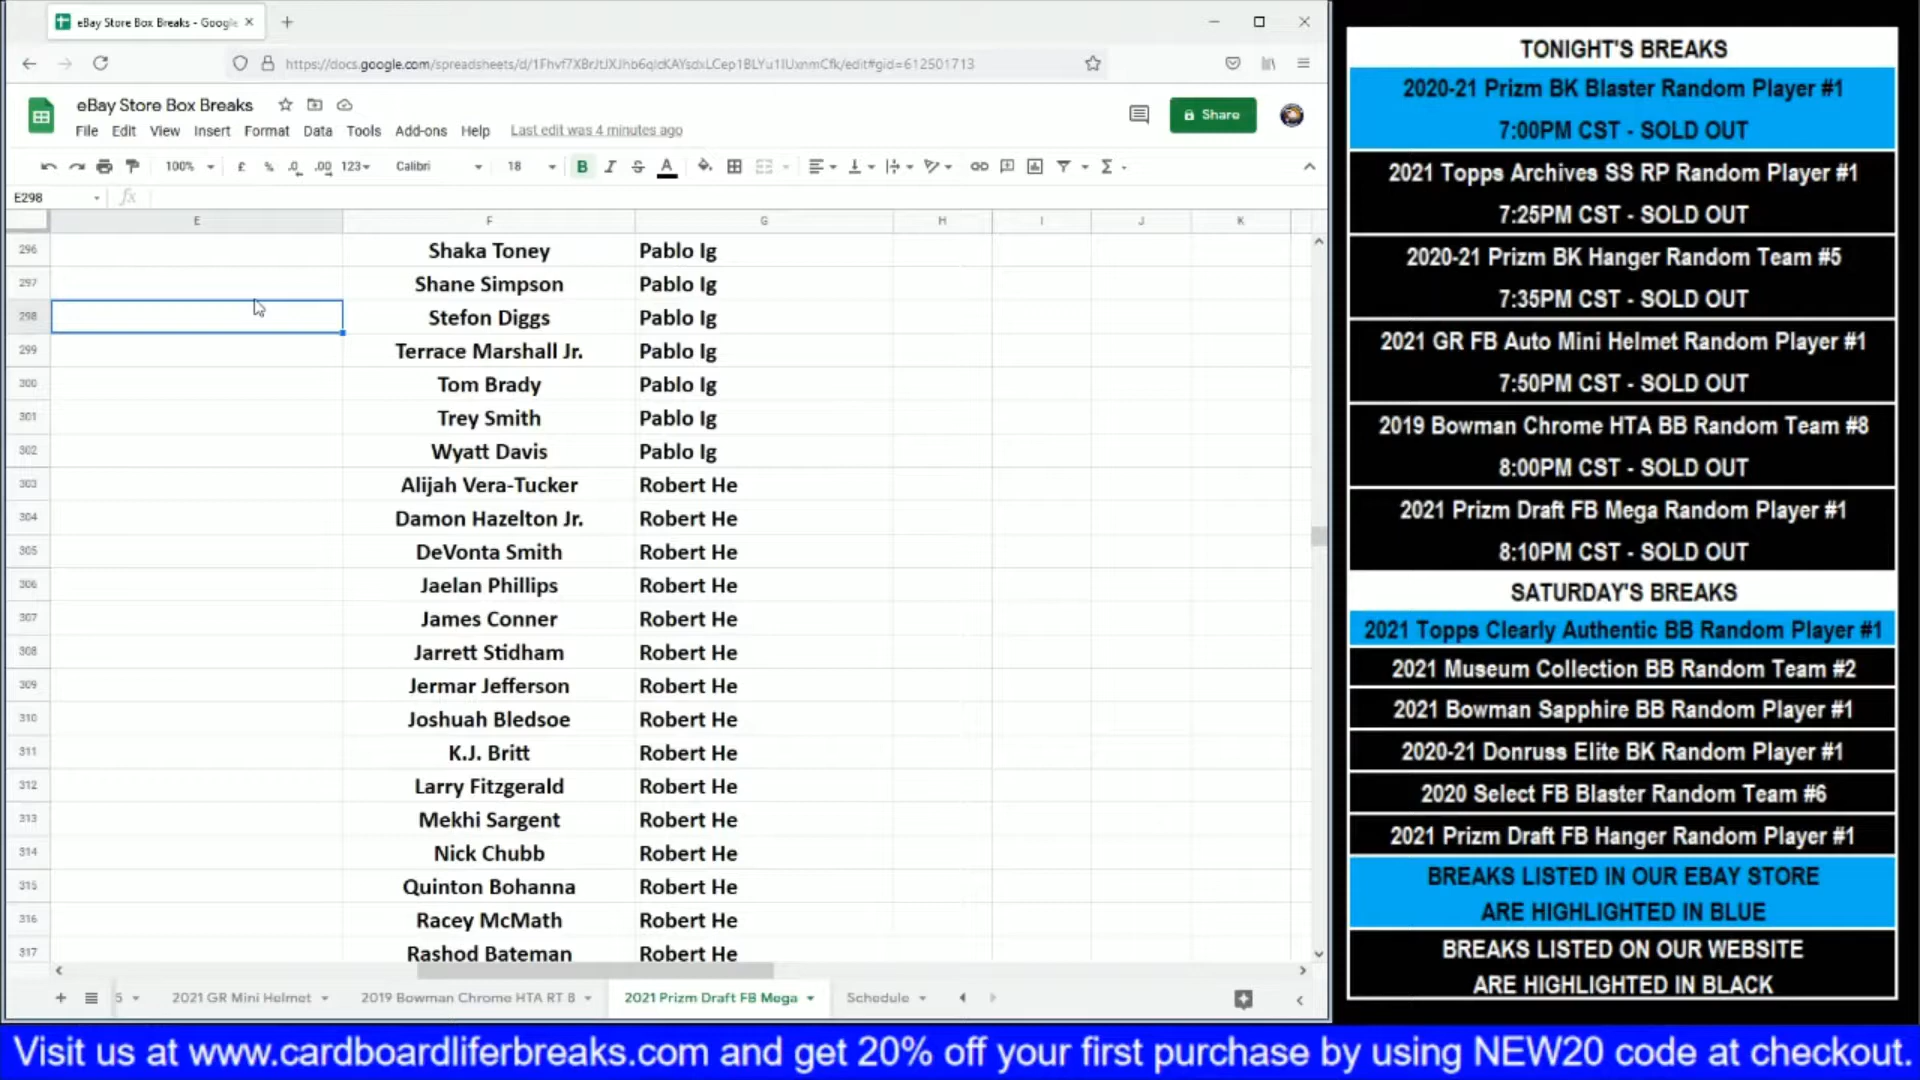 eBay Store Box Breaks - Google
https://docs.google.com/spreadsheets/d/
eBay Store Box Breaks
Share
File Edit View Insert Format Data Tools Add-ons Help Last edit was 4 minutes ago
100% £ % .0 .00 123 Calibri 18 B I S A
E298 fx
E F G H I J K
296 Shaka Toney Pablo Ig
297 Shane Simpson Pablo Ig
298 Stefon Diggs Pablo Ig
299 Terrace Marshall Jr. Pablo Ig
300 Tom Brady Pablo Ig
301 Trey Smith Pablo Ig
302 Wyatt Davis Pablo Ig
303 Alijah Vera-Tucker Robert He
304 Damon Hazelton Jr. Robert He
305 DeVonta Smith Robert He
306 Jaelan Phillips Robert He
307 James Conner Robert He
308 Jarrett Stidham Robert He
309 Jermar Jefferson Robert He
310 Joshuah Bledsoe Robert He
311 K.J. Britt Robert He
312 Larry Fitzgerald Robert He
313 Mekhi Sargent Robert He
314 Nick Chubb Robert He
315 Quinton Bohanna Robert He
316 Racey McMath Robert He
317 Rashod Bateman Robert He
5 2021 GR Mini Helmet 2019 Bowman Chrome HTA RT 8 2021 Prizm Draft FB Mega Schedule
TONIGHT'S BREAKS
2020-21 Prizm BK Blaster Random Player #1
7:00PM CST - SOLD OUT
2021 Topps Archives SS RP Random Player #1
7:25PM CST - SOLD OUT
2020-21 Prizm BK Hanger Random Team #5
7:35PM CST - SOLD OUT
2021 GR FB Auto Mini Helmet Random Player #1
7:50PM CST - SOLD OUT
2019 Bowman Chrome HTA BB Random Team #8
8:00PM CST - SOLD OUT
2021 Prizm Draft FB Mega Random Player #1
8:10PM CST - SOLD OUT
SATURDAY'S BREAKS
2021 Topps Clearly Authentic BB Random Player #1
2021 Museum Collection BB Random Team #2
2021 Bowman Sapphire BB Random Player #1
2020-21 Donruss Elite BK Random Player #1
2020 Select FB Blaster Random Team #6
2021 Prizm Draft FB Hanger Random Player #1
BREAKS LISTED IN OUR EBAY STORE
ARE HIGHLIGHTED IN BLUE
BREAKS LISTED ON OUR WEBSITE
ARE HIGHLIGHTED IN BLACK
Visit us at www.cardboardliferbreaks.com and get 20% off your first purchase by using NEW20 code at checkout.